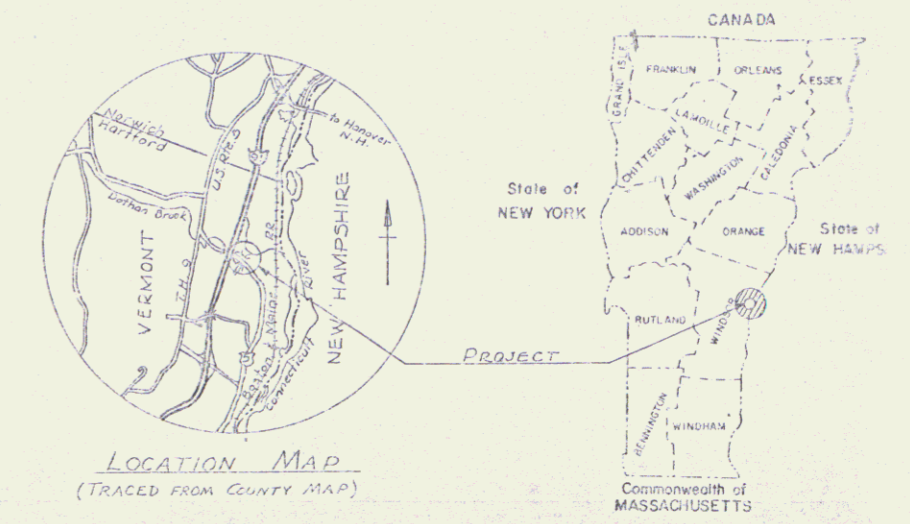 CANADA
GRAND ISLE
FRANKLIN
ORLEANS
ESSEX
LAMOILLE
CHITTENDEN
WASHINGTON
CALEDONIA
State of
NEW YORK
ADDISON
ORANGE
State of
NEW HAMPS.
RUTLAND
WINDSOR
BENNINGTON
WINDHAM
Commonwealth of
MASSACHUSETTS
Norwich
Hartford
U.S. Rte. 5
to Hanover
N.H.
Dothan Brook
VERMONT
T.H. 9
NEW HAMPSHIRE
Boston & Maine RR
Connecticut River
PROJECT
LOCATION MAP
(TRACED FROM COUNTY MAP)